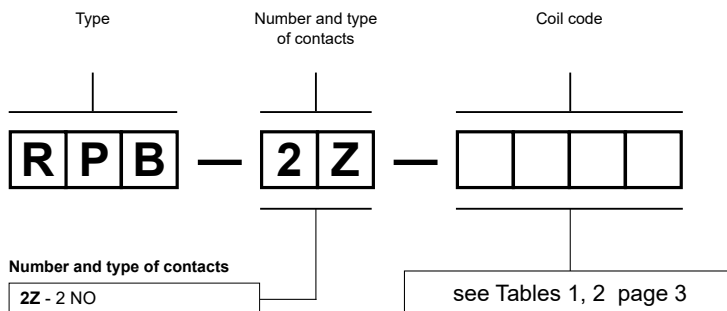 Type
Number and type
of contacts
Coil code
RPB — 2Z —
Number and type of contacts
2Z - 2 NO
see Tables 1, 2 page 3